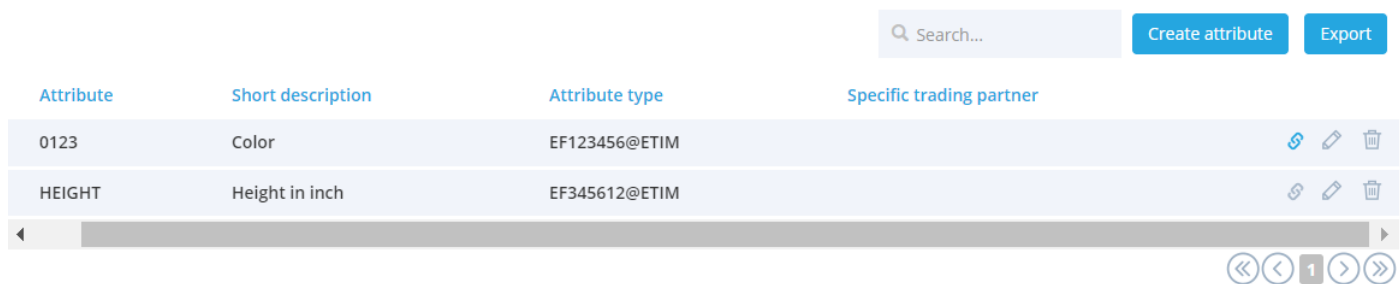 Search...
Create attribute
Export
Attribute Short description Attribute type Specific trading partner
0123 Color EF123456@ETIM
HEIGHT Height in inch EF345612@ETIM
1